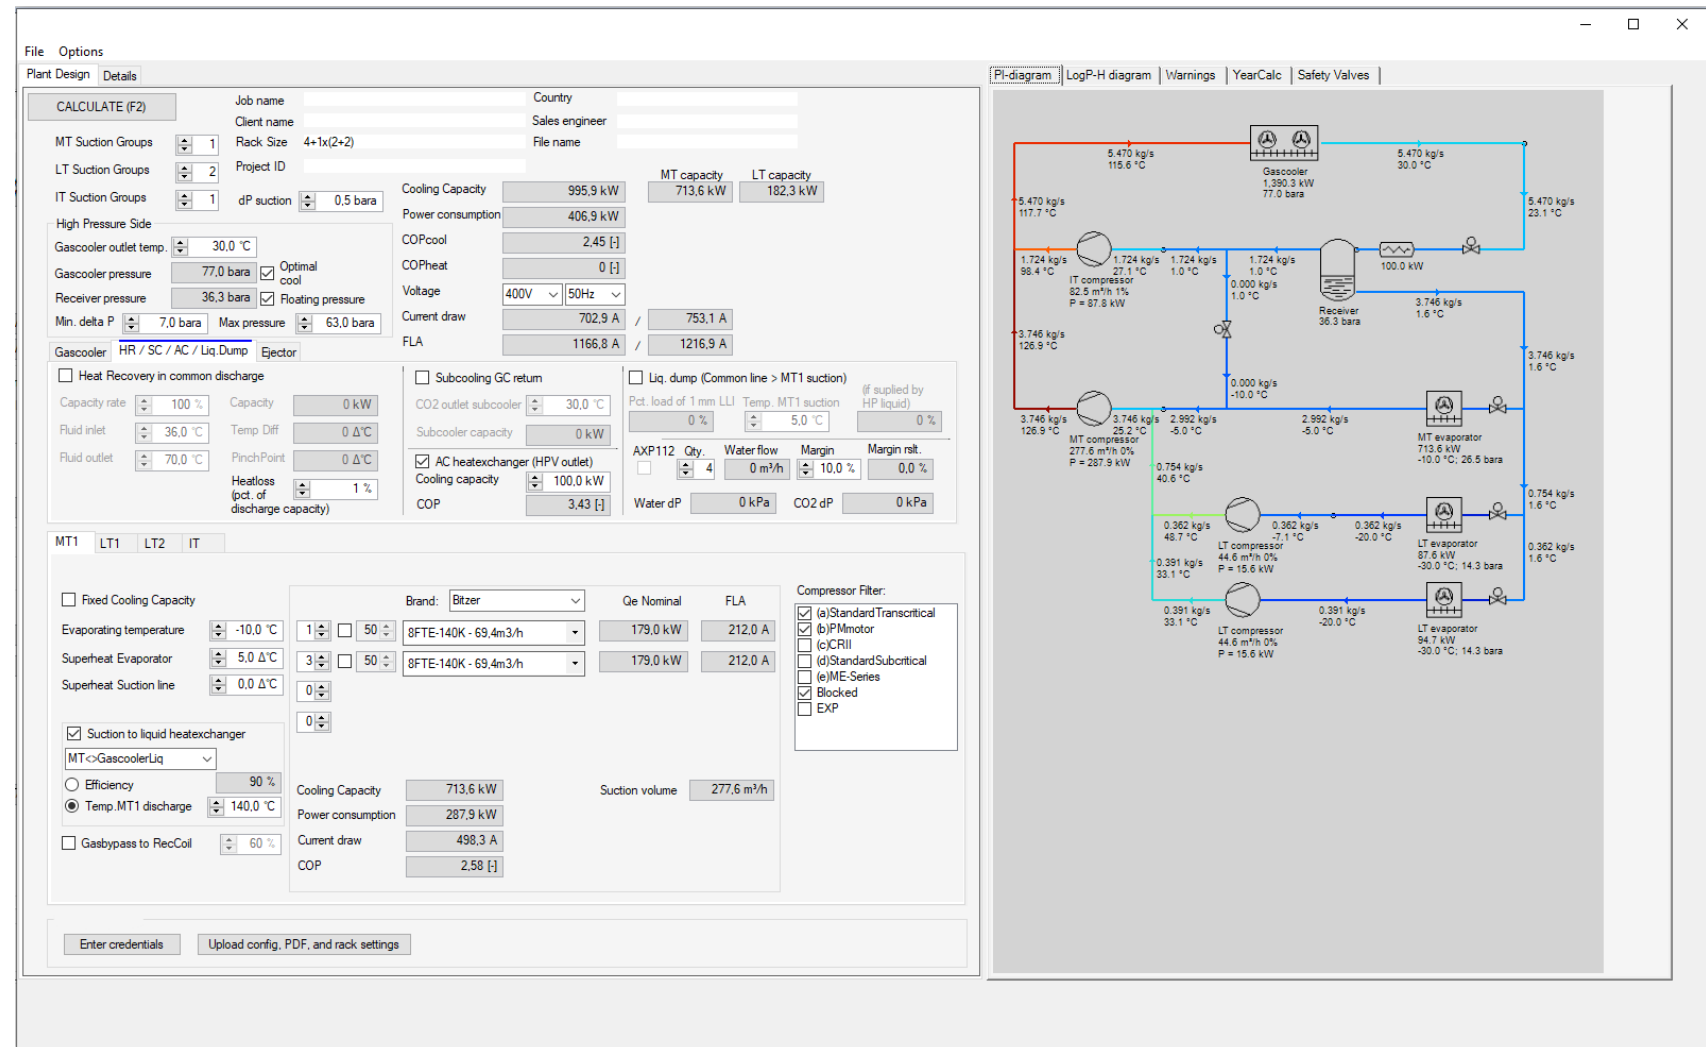 File Options
Plant Design Details
CALCULATE (F2)
Job name
Country
Client name
Sales engineer
MT Suction Groups 1
Rack Size 4+1x(2+2)
File name
LT Suction Groups 2
Project ID
IT Suction Groups 1
dP suction 0,5 bara
MT capacity LT capacity
Cooling Capacity 995,9 kW 713,6 kW 182,3 kW
Power consumption 406,9 kW
COPcool 2,45 [-]
COPheat 0 [-]
Voltage 400V 50Hz
Current draw 702,9 A / 753,1 A
FLA 1166,8 A / 1216,9 A
High Pressure Side
Gascooler outlet temp. 30,0 °C
Gascooler pressure 77,0 bara Optimal cool
Receiver pressure 36,3 bara Floating pressure
Min. delta P 7,0 bara Max pressure 63,0 bara
Gascooler HR / SC / AC / Liq.Dump Ejector
Heat Recovery in common discharge
Capacity rate 100 % Capacity 0 kW
Fluid inlet 36,0 °C Temp Diff 0 Δ°C
Fluid outlet 70,0 °C PinchPoint 0 Δ°C
Heatloss
(pct. of
discharge capacity) 1 %
Subcooling GC return
CO2 outlet subcooler 30,0 °C
Subcooler capacity 0 kW
AC heatexchanger (HPV outlet)
Cooling capacity 100,0 kW
COP 3,43 [-]
Liq. dump (Common line > MT1 suction)
Pct. load of 1 mm LLI Temp. MT1 suction (if suplied by
HP liquid)
0 % 5,0 °C 0 %
AXP112 Qty. Water flow Margin Margin rslt.
4 0 m³/h 10,0 % 0,0 %
Water dP 0 kPa CO2 dP 0 kPa
MT1 LT1 LT2 IT
Fixed Cooling Capacity
Evaporating temperature -10,0 °C
Superheat Evaporator 5,0 Δ°C
Superheat Suction line 0,0 Δ°C
Suction to liquid heatexchanger
MT<>GascoolerLiq
Efficiency 90 %
Temp.MT1 discharge 140,0 °C
Gasbypass to RecCoil 60 %
Brand: Bitzer Qe Nominal FLA
1 50 8FTE-140K - 69,4m3/h 179,0 kW 212,0 A
3 50 8FTE-140K - 69,4m3/h 179,0 kW 212,0 A
0
0
Cooling Capacity 713,6 kW Suction volume 277,6 m³/h
Power consumption 287,9 kW
Current draw 498,3 A
COP 2,58 [-]
Compressor Filter:
(a)StandardTranscritical
(b)PMmotor
(c)CRII
(d)StandardSubcritical
(e)ME-Series
Blocked
EXP
Enter credentials Upload config, PDF, and rack settings
PI-diagram LogP-H diagram Warnings YearCalc Safety Valves
5.470 kg/s
115.6 °C
Gascooler
1,390.3 kW
77.0 bara
5.470 kg/s
30.0 °C
5.470 kg/s
117.7 °C
5.470 kg/s
23.1 °C
1.724 kg/s
98.4 °C
IT compressor
82.5 m³/h 1%
P = 87.8 kW
1.724 kg/s
27.1 °C
1.724 kg/s
1.0 °C
1.724 kg/s
1.0 °C
0.000 kg/s
1.0 °C
100.0 kW
Receiver
36.3 bara
3.746 kg/s
1.6 °C
3.746 kg/s
126.9 °C
3.746 kg/s
1.6 °C
0.000 kg/s
-10.0 °C
3.746 kg/s
126.9 °C
MT compressor
277.6 m³/h 0%
P = 287.9 kW
3.746 kg/s
25.2 °C
2.992 kg/s
-5.0 °C
2.992 kg/s
-5.0 °C
MT evaporator
713.6 kW
-10.0 °C; 26.5 bara
0.754 kg/s
40.6 °C
0.754 kg/s
1.6 °C
0.362 kg/s
48.7 °C
LT compressor
44.6 m³/h 0%
P = 15.6 kW
0.362 kg/s
-7.1 °C
0.362 kg/s
-20.0 °C
LT evaporator
87.6 kW
-30.0 °C; 14.3 bara
0.362 kg/s
1.6 °C
0.391 kg/s
33.1 °C
0.391 kg/s
33.1 °C
LT compressor
44.6 m³/h 0%
P = 15.6 kW
0.391 kg/s
-20.0 °C
LT evaporator
94.7 kW
-30.0 °C; 14.3 bara